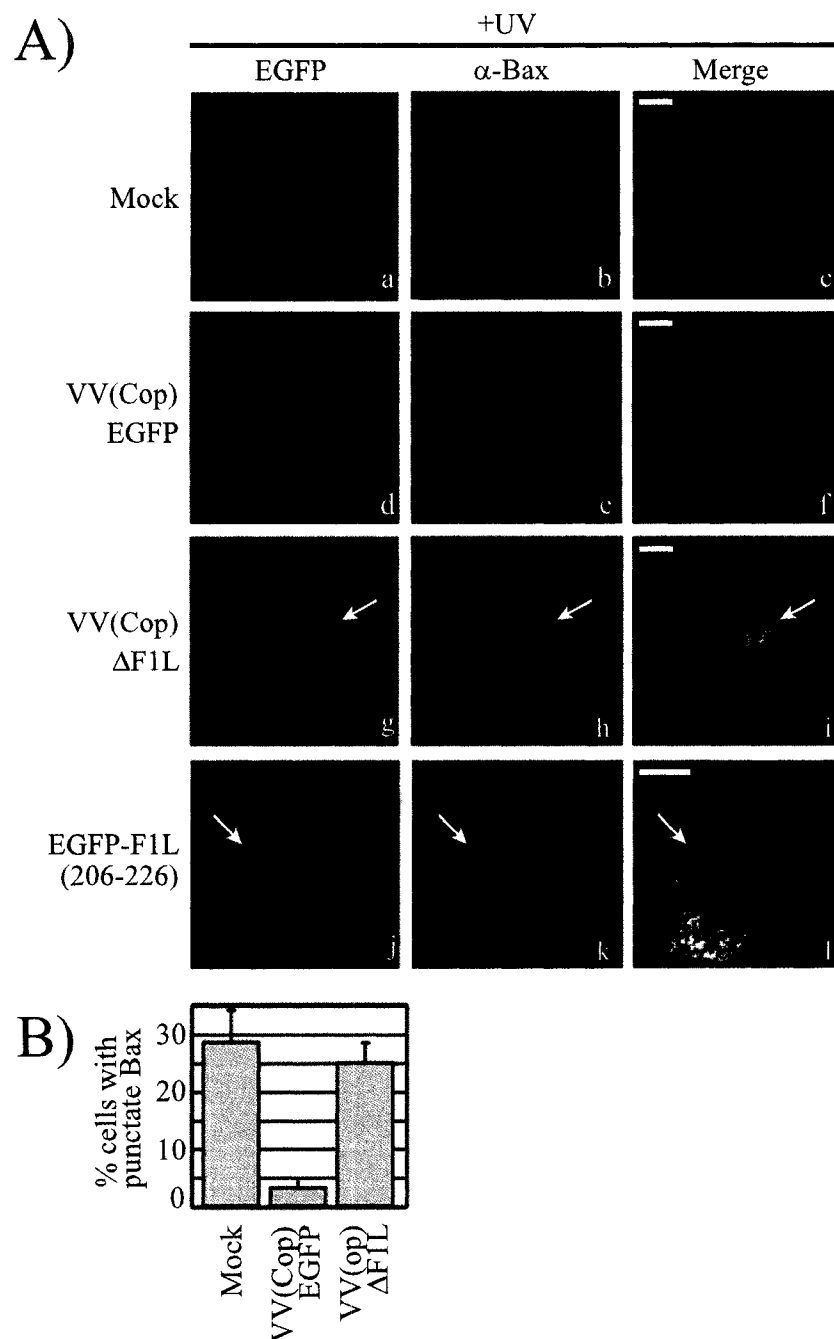 A)
+UV
EGFP α-Bax Merge
Mock
a b c
VV(Cop)
EGFP
d e f
VV(Cop)
ΔF1L
g h i
EGFP-F1L
(206-226)
j k l
B)
% cells with
punctate Bax
30
20
10
0
Mock
VV(Cop)
EGFP
VV(op)
ΔF1L